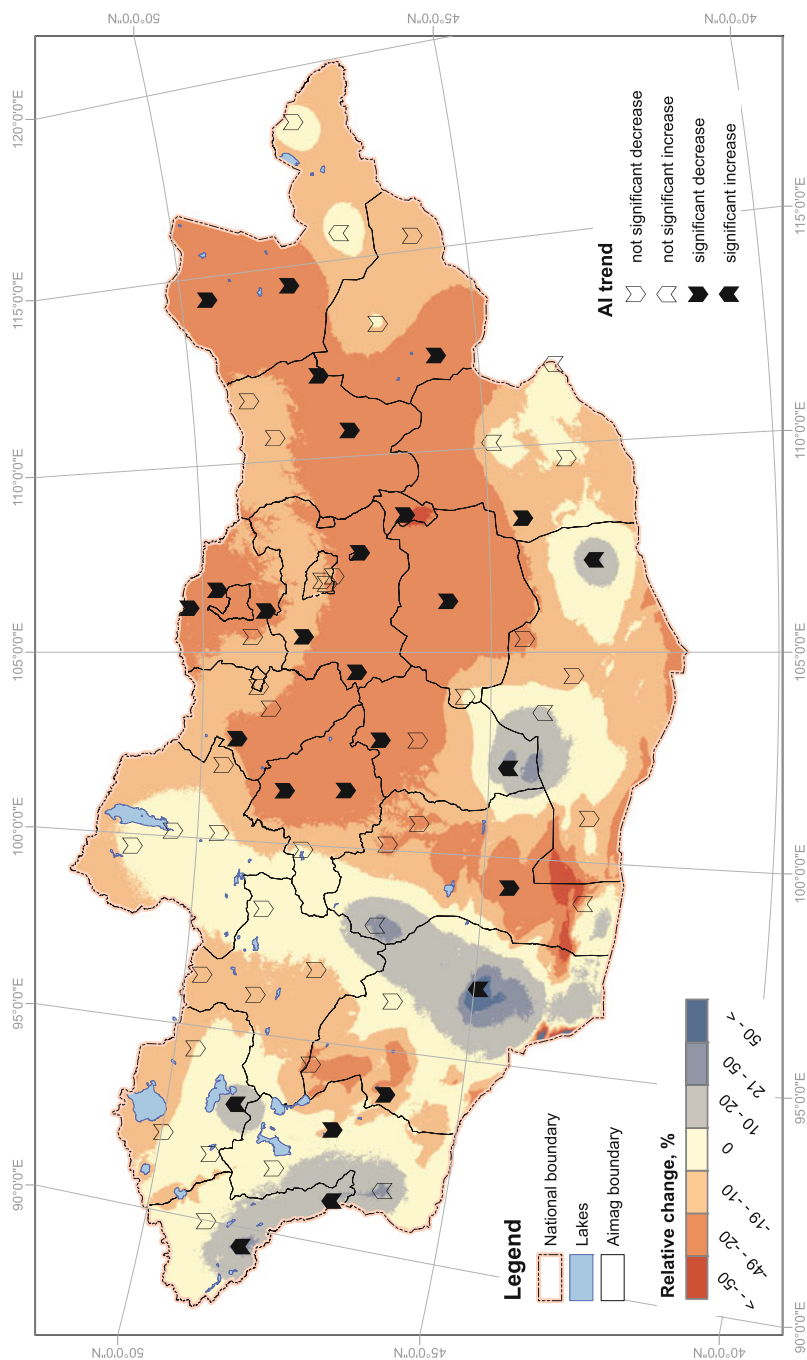 90°0'0"E
95°0'0"E
100°0'0"E
105°0'0"E
110°0'0"E
115°0'0"E
120°0'0"E
50°0'0"N
50°0'0"N
45°0'0"N
45°0'0"N
40°0'0"N
40°0'0"N
Legend
National boundary
Lakes
Aimag boundary
Relative change, %
< - -50
-49 - -20
-19 - -10
0
10 - 20
21 - 50
50 - <
AI trend
not significant decrease
not significant increase
significant decrease
significant increase
90°0'0"E
95°0'0"E
100°0'0"E
105°0'0"E
110°0'0"E
115°0'0"E